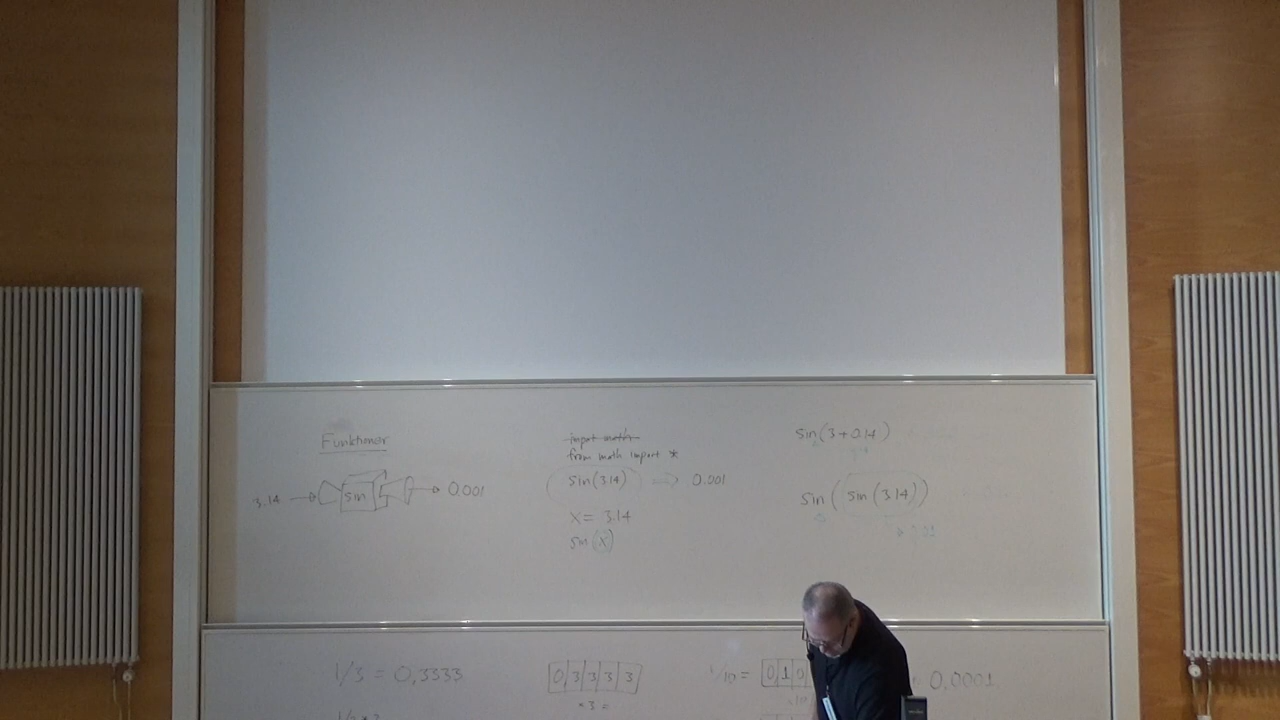 Funktioner
3.14 → sin → 0.001
import math
from math import *
sin(3.14) ⇒ 0.001
x = 3.14
sin(x)
sin(3+0.14)
sin(sin(3.14))
1/3 = 0,3333
0,3 3 3 3
×3 =
1/10 = 0 1 0
0.0001